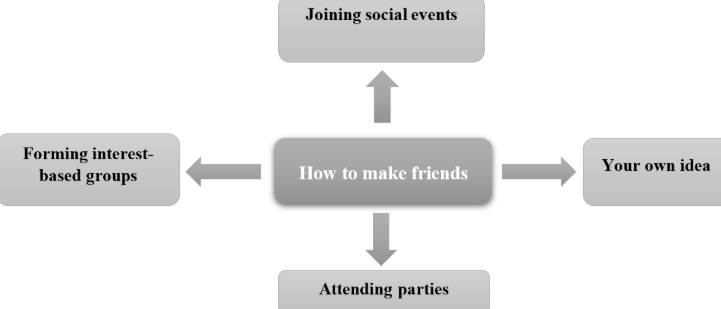 Joining social events
Forming interest-
based groups
How to make friends
Your own idea
Attending parties